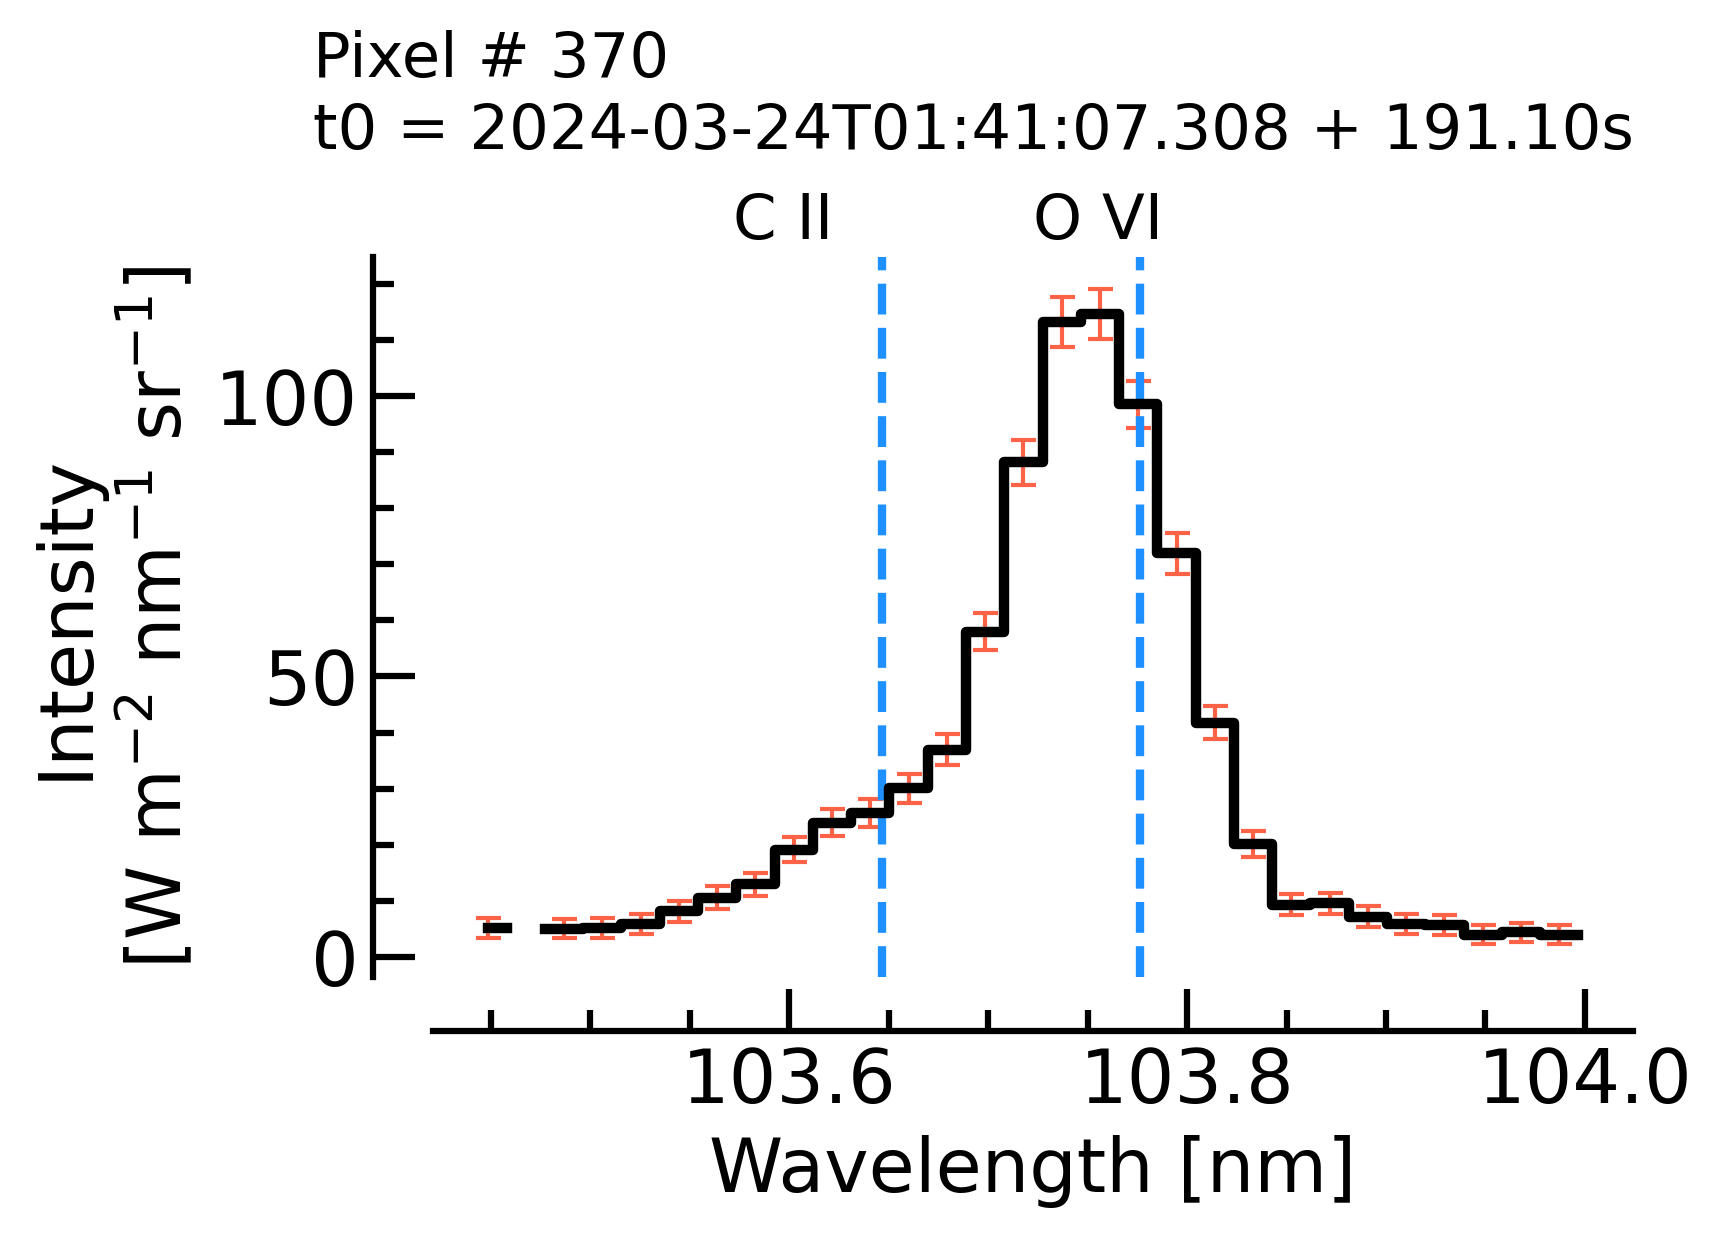 Pixel # 370
t0 = 2024-03-24T01:41:07.308 + 191.10s
C II
O VI
Intensity
[W m⁻² nm⁻¹ sr⁻¹]
100
50
0
103.6
103.8
104.0
Wavelength [nm]